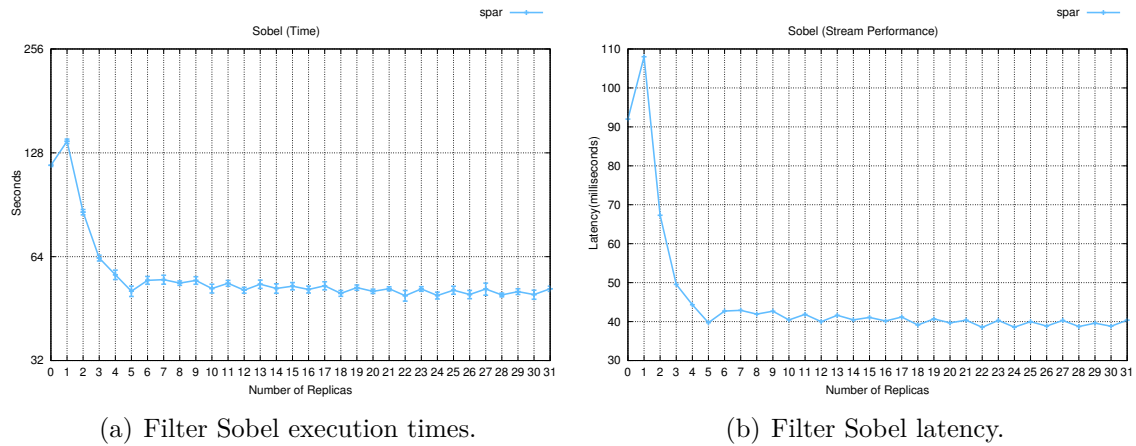 spar
Sobel (Time)
256
128
64
32
Seconds
0 1 2 3 4 5 6 7 8 9 10 11 12 13 14 15 16 17 18 19 20 21 22 23 24 25 26 27 28 29 30 31
Number of Replicas
(a) Filter Sobel execution times.
spar
Sobel (Stream Performance)
110
100
90
80
70
60
50
40
30
Latency(milliseconds)
0 1 2 3 4 5 6 7 8 9 10 11 12 13 14 15 16 17 18 19 20 21 22 23 24 25 26 27 28 29 30 31
Number of Replicas
(b) Filter Sobel latency.